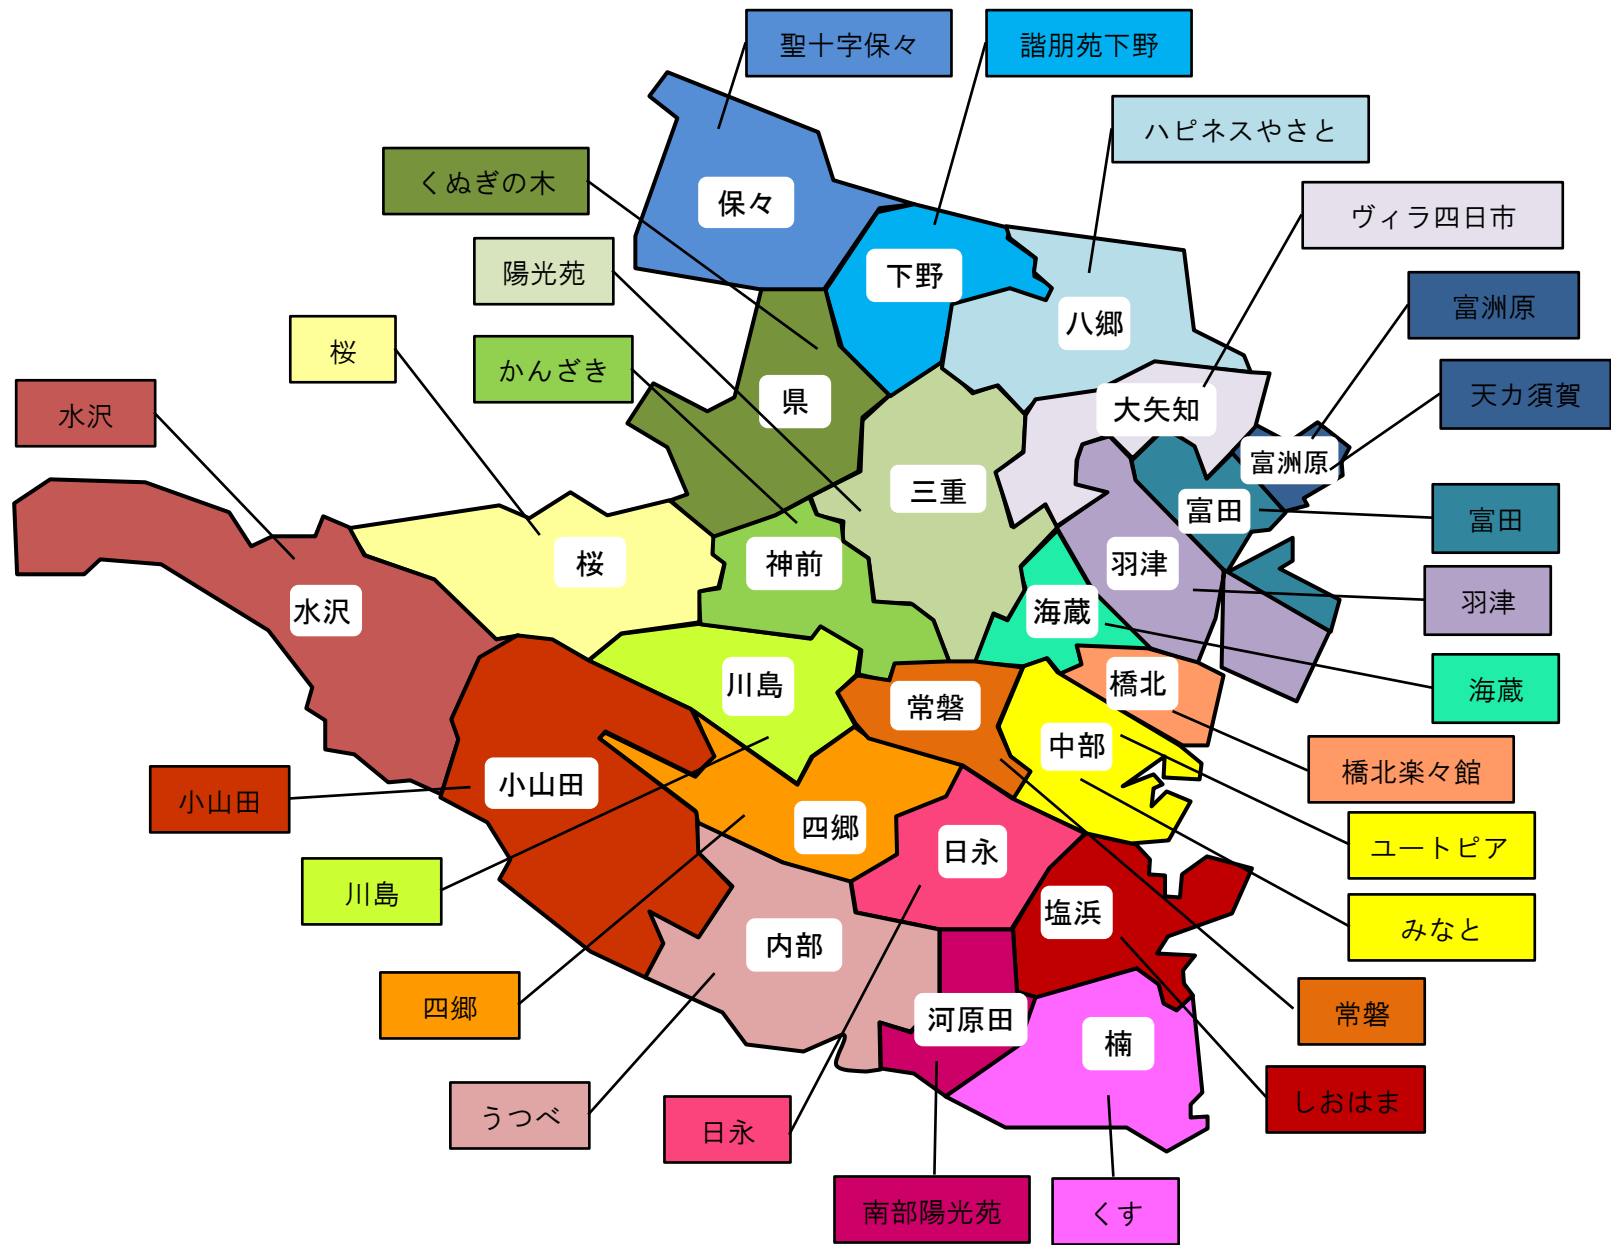 聖十字保々
諧朋苑下野
ハピネスやさと
くぬぎの木
ヴィラ四日市
保々
陽光苑
下野
富洲原
八郷
桜
かんざき
天カ須賀
水沢
県
大矢知
富洲原
三重
富田
富田
桜
神前
羽津
羽津
水沢
海蔵
川島
橋北
海蔵
常磐
中部
橋北楽々館
小山田
小山田
四郷
日永
ユートピア
川島
塩浜
みなと
内部
四郷
河原田
常磐
楠
うつべ
日永
しおはま
南部陽光苑
くす